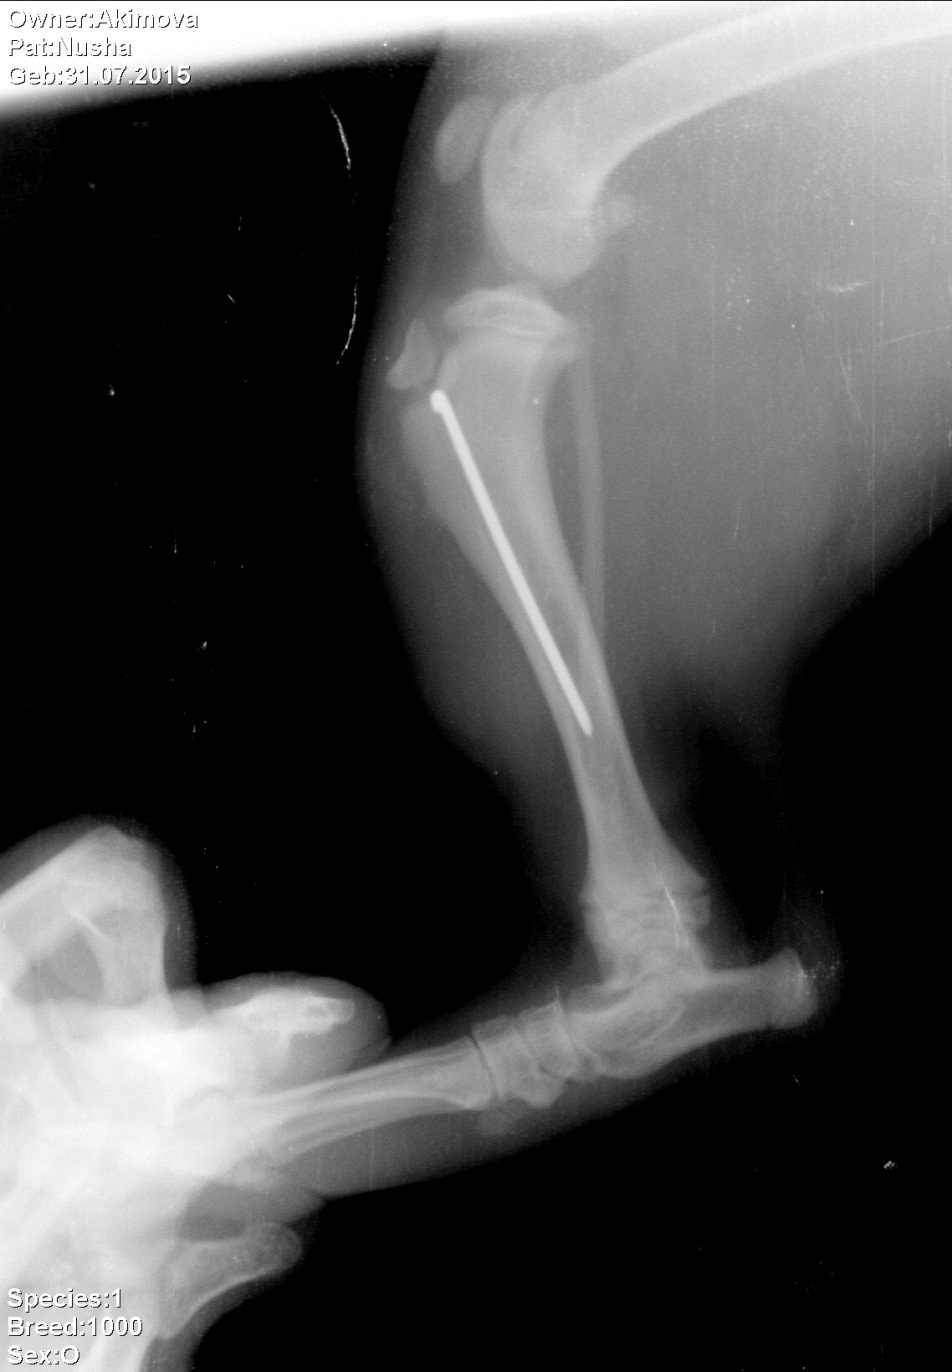 Owner:Akimova
Pat:Nusha
Geb:31.07.2015
Species:1
Breed:1000
Sex:O